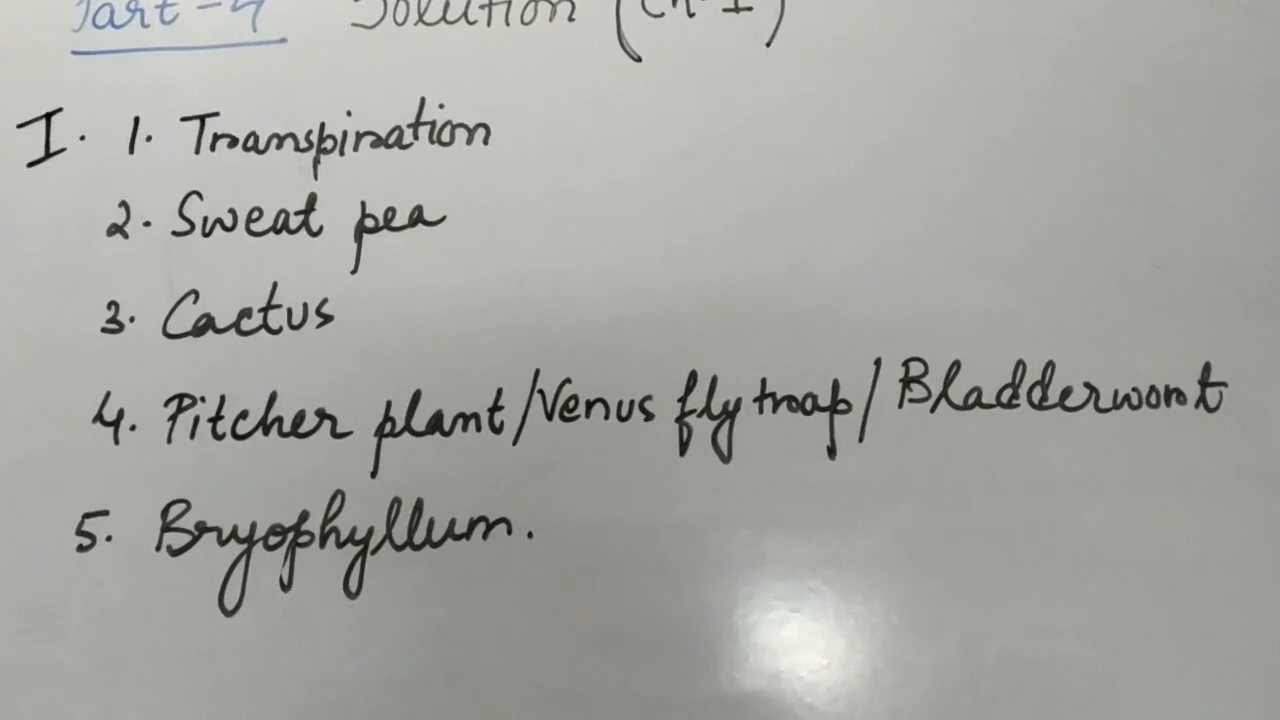 Part-4 Solution (Ch-1)
I. 1. Transpiration
2. Sweat pea
3. Cactus
4. Pitcher plant/Venus fly trap/Bladderwort
5. Bryophyllum.